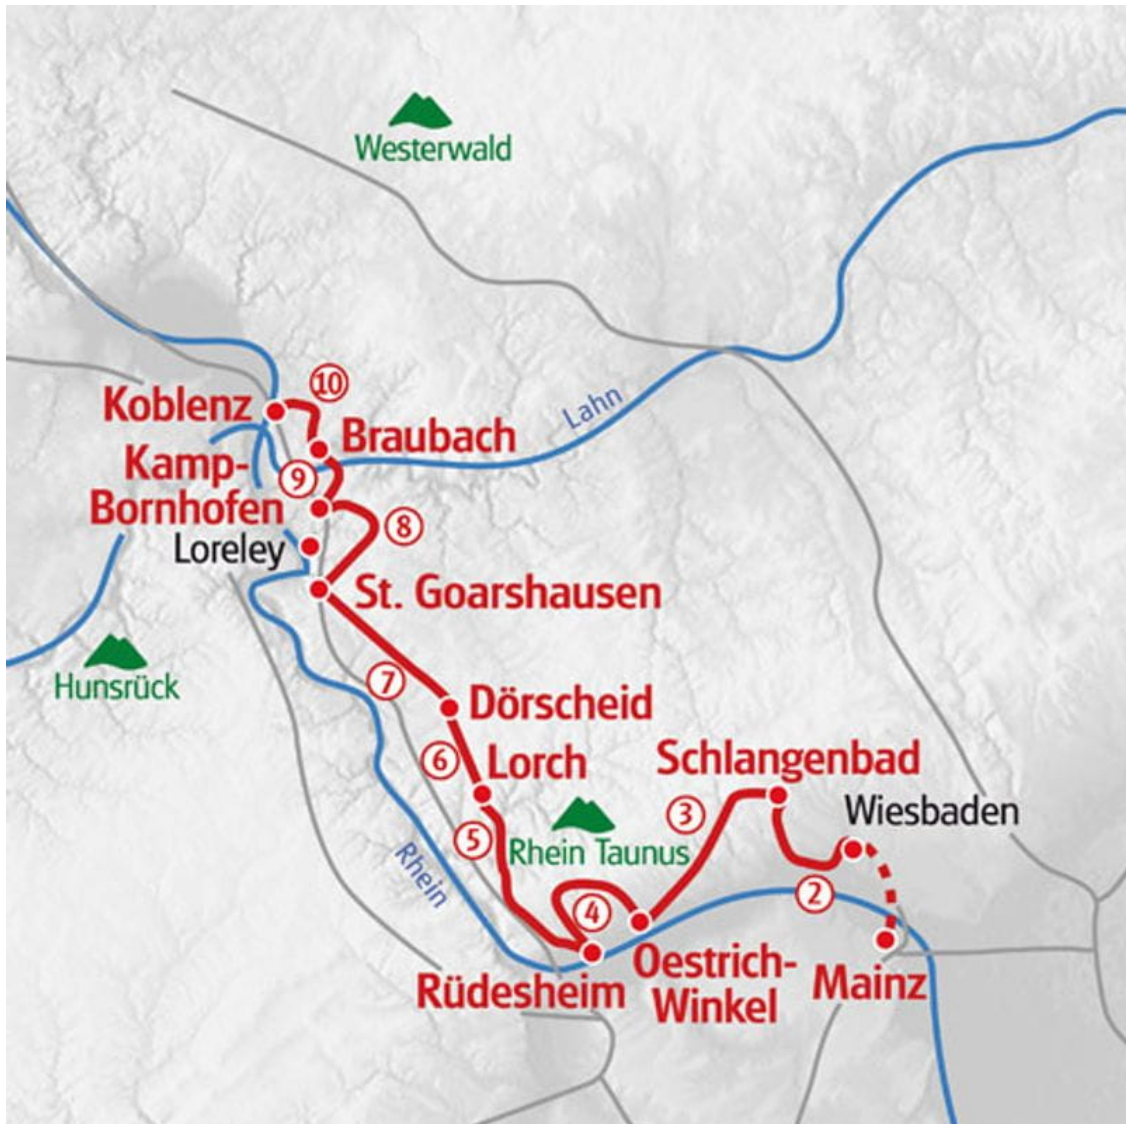 Westerwald
10
Koblenz
Braubach
Lahn
Kamp-
Bornhofen
9
8
Loreley
St. Goarshausen
Hunsrück
7
Dörscheid
6
Lorch
Schlangenbad
3
Wiesbaden
5
Rhein Taunus
Rhein
2
4
Oestrich-
Winkel
Rüdesheim
Mainz